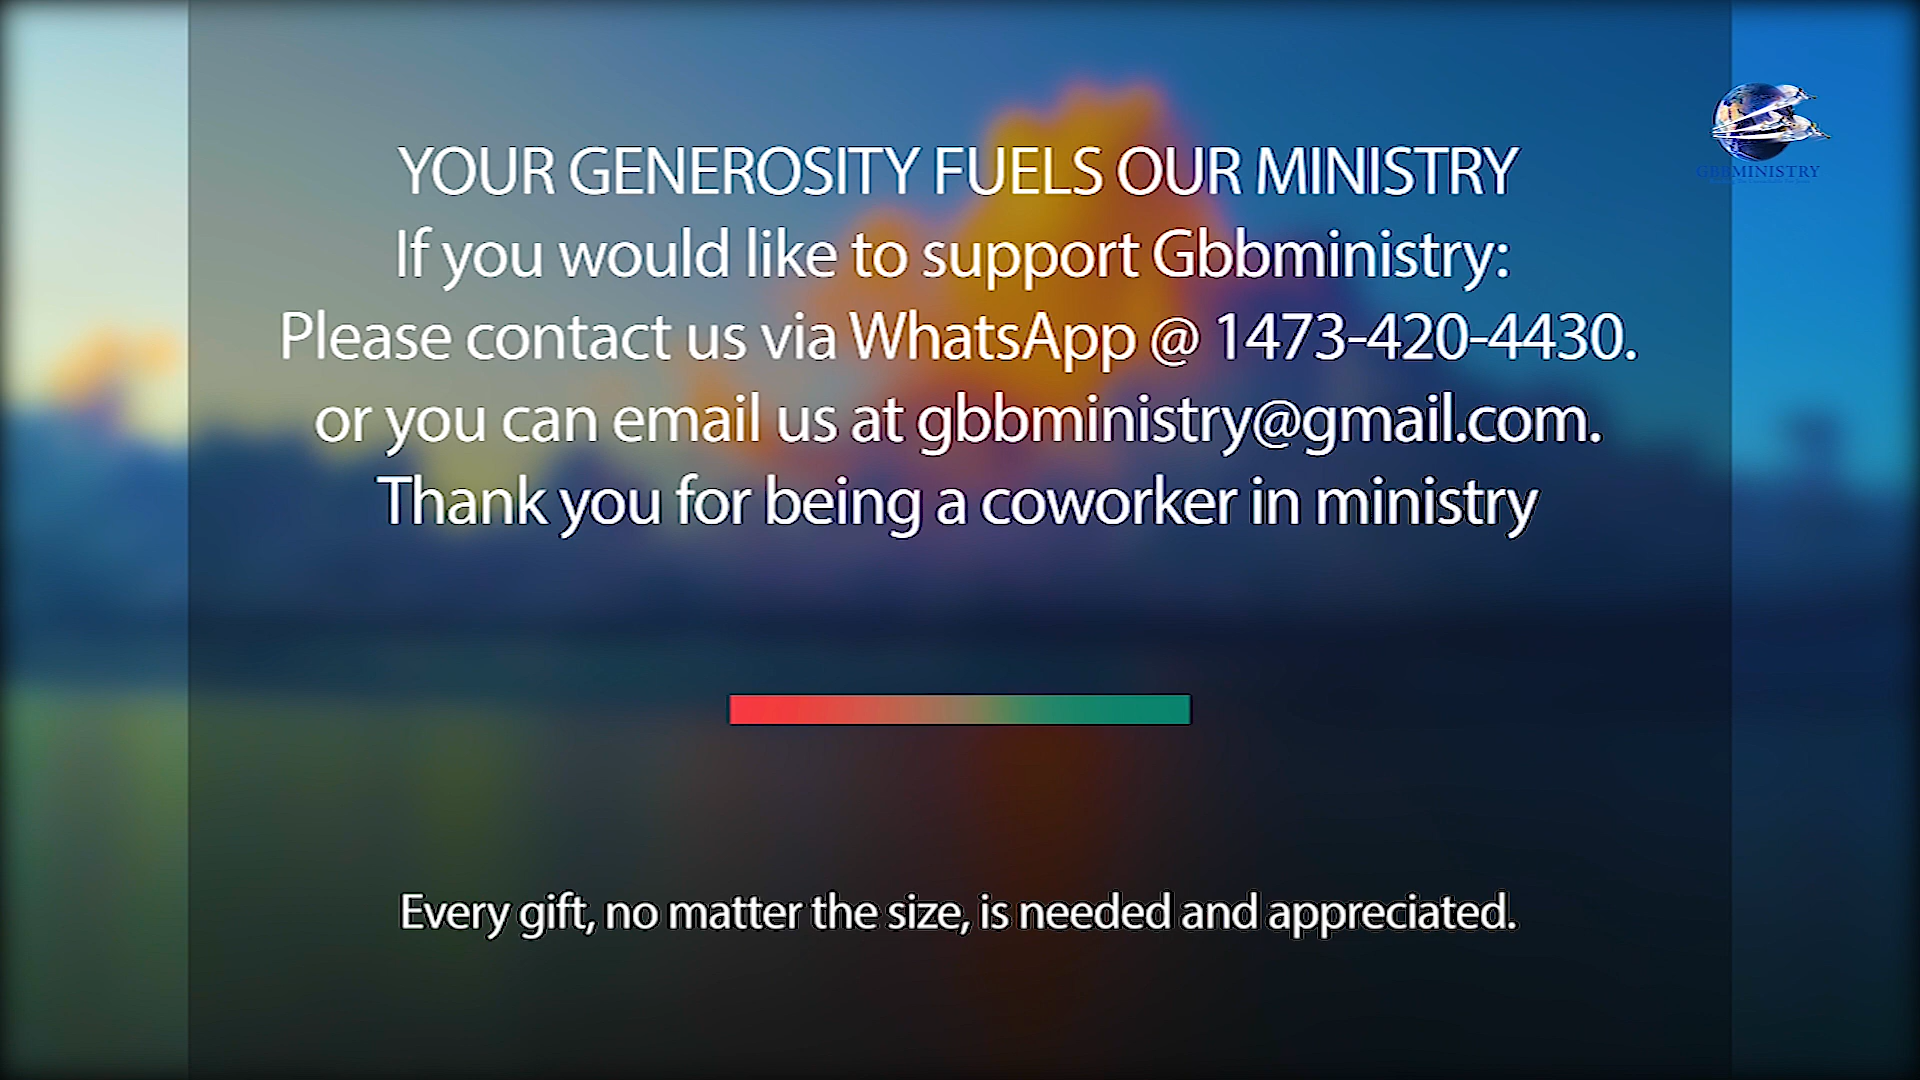 YOUR GENEROSITY FUELS OUR MINISTRY
If you would like to support Gbbministry:
Please contact us via WhatsApp @ 1473-420-4430.
or you can email us at gbbministry@gmail.com.
Thank you for being a coworker in ministry
GBBMINISTRY
Every gift, no matter the size, is needed and appreciated.